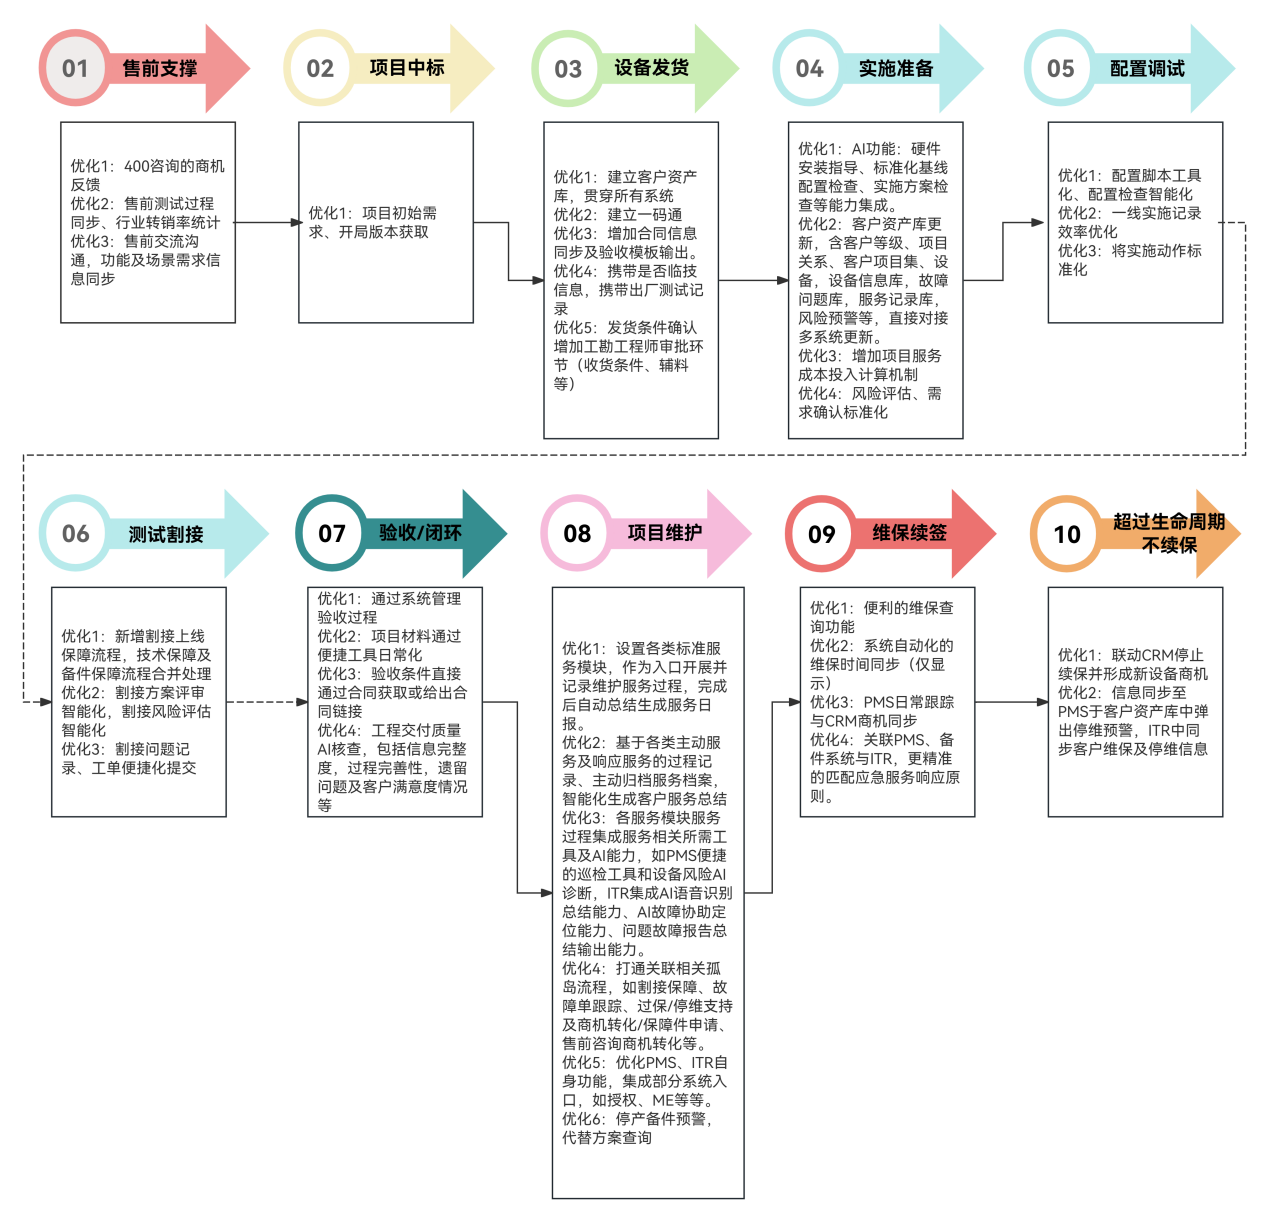 01
售前支撑
优化1：400咨询的商机
反馈
优化2：售前测试过程
同步、行业转销率统计
优化3：售前交流沟
通，功能及场景需求信
息同步
02
项目中标
优化1：项目初始需
求、开局版本获取
03
设备发货
优化1：建立客户资产
库，贯穿所有系统
优化2：建立一码通
优化3：增加合同信息
同步及验收模板输出。
优化4：携带是否临技
信息，携带出厂测试记
录
优化5：发货条件确认
增加工勘工程师审批环
节（收货条件、辅料
等）
04
实施准备
优化1：AI功能：硬件
安装指导、标准化基线
配置检查、实施方案检
查等能力集成。
优化2：客户资产库更
新，含客户等级、项目
关系、客户项目集、设
备，设备信息库，故障
问题库，服务记录库，
风险预警等，直接对接
多系统更新。
优化3：增加项目服务
成本投入计算机制
优化4：风险评估、需
求确认标准化
05
配置调试
优化1：配置脚本工具
化、配置检查智能化
优化2：一线实施记录
效率优化
优化3：将实施动作标
准化
06
测试割接
优化1：新增割接上线
保障流程，技术保障及
备件保障流程合并处理
优化2：割接方案评审
智能化，割接风险评估
智能化
优化3：割接问题记
录、工单便捷化提交
07
验收/闭环
优化1：通过系统管理
验收过程
优化2：项目材料通过
便捷工具日常化
优化3：验收条件直接
通过合同获取或给出合
同链接
优化4：工程交付质量
AI核查，包括信息完整
度，过程完善性，遗留
问题及客户满意度情况
等
08
项目维护
优化1：设置各类标准服
务模块，作为入口开展并
记录维护服务过程，完成
后自动总结生成服务日
报。
优化2：基于各类主动服
务及响应服务的过程记
录、主动归档服务档案，
智能化生成客户服务总结
优化3：各服务模块服务
过程集成服务相关所需工
具及AI能力，如PMS便捷
的巡检工具和设备风险AI
诊断，ITR集成AI语音识别
总结能力、AI故障协助定
位能力、问题故障报告总
结输出能力。
优化4：打通关联相关孤
岛流程，如割接保障、故
障单跟踪、过保/停维支持
及商机转化/保障件申请、
售前咨询商机转化等。
优化5：优化PMS、ITR自
身功能，集成部分系统入
口，如授权、ME等等。
优化6：停产备件预警，
代替方案查询
09
维保续签
优化1：便利的维保查
询功能
优化2：系统自动化的
维保时间同步（仅显
示）
优化3：PMS日常跟踪
与CRM商机同步
优化4：关联PMS、备
件系统与ITR，更精准
的匹配应急服务响应原
则。
10
超过生命周期
不续保
优化1：联动CRM停止
续保并形成新设备商机
优化2：信息同步至
PMS于客户资产库中弹
出停维预警，ITR中同
步客户维保及停维信息